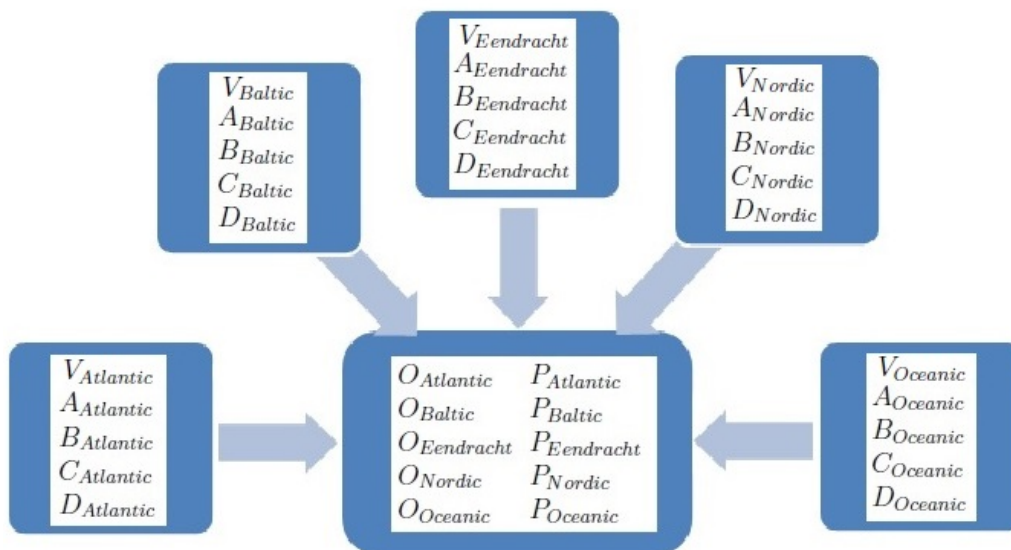 V_Baltic
A_Baltic
B_Baltic
C_Baltic
D_Baltic
V_Eendracht
A_Eendracht
B_Eendracht
C_Eendracht
D_Eendracht
V_Nordic
A_Nordic
B_Nordic
C_Nordic
D_Nordic
V_Atlantic
A_Atlantic
B_Atlantic
C_Atlantic
D_Atlantic
O_Atlantic P_Atlantic
O_Baltic P_Baltic
O_Eendracht P_Eendracht
O_Nordic P_Nordic
O_Oceanic P_Oceanic
V_Oceanic
A_Oceanic
B_Oceanic
C_Oceanic
D_Oceanic